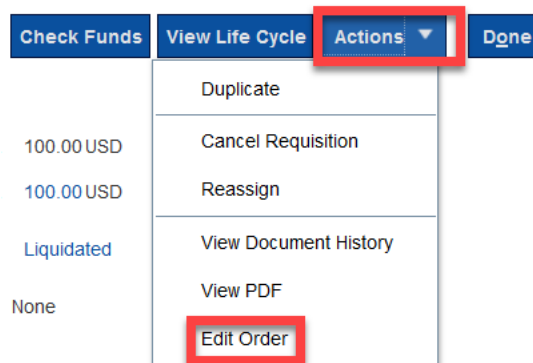 Check Funds View Life Cycle Actions Done
Duplicate
100.00 USD Cancel Requisition
100.00 USD Reassign
Liquidated View Document History
View PDF
None
Edit Order